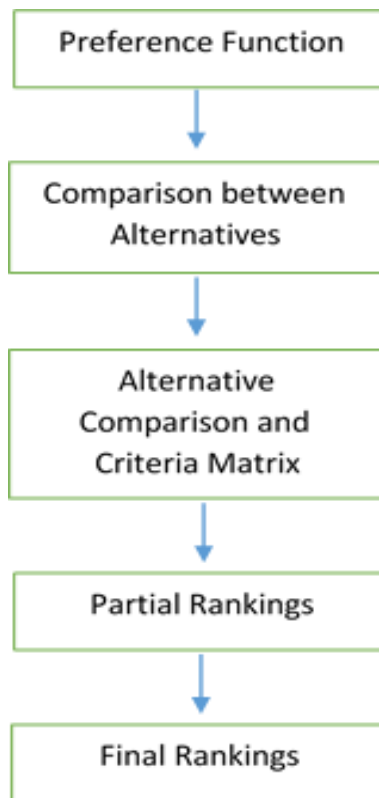 Preference Function
Comparison between
Alternatives
Alternative
Comparison and
Criteria Matrix
Partial Rankings
Final Rankings